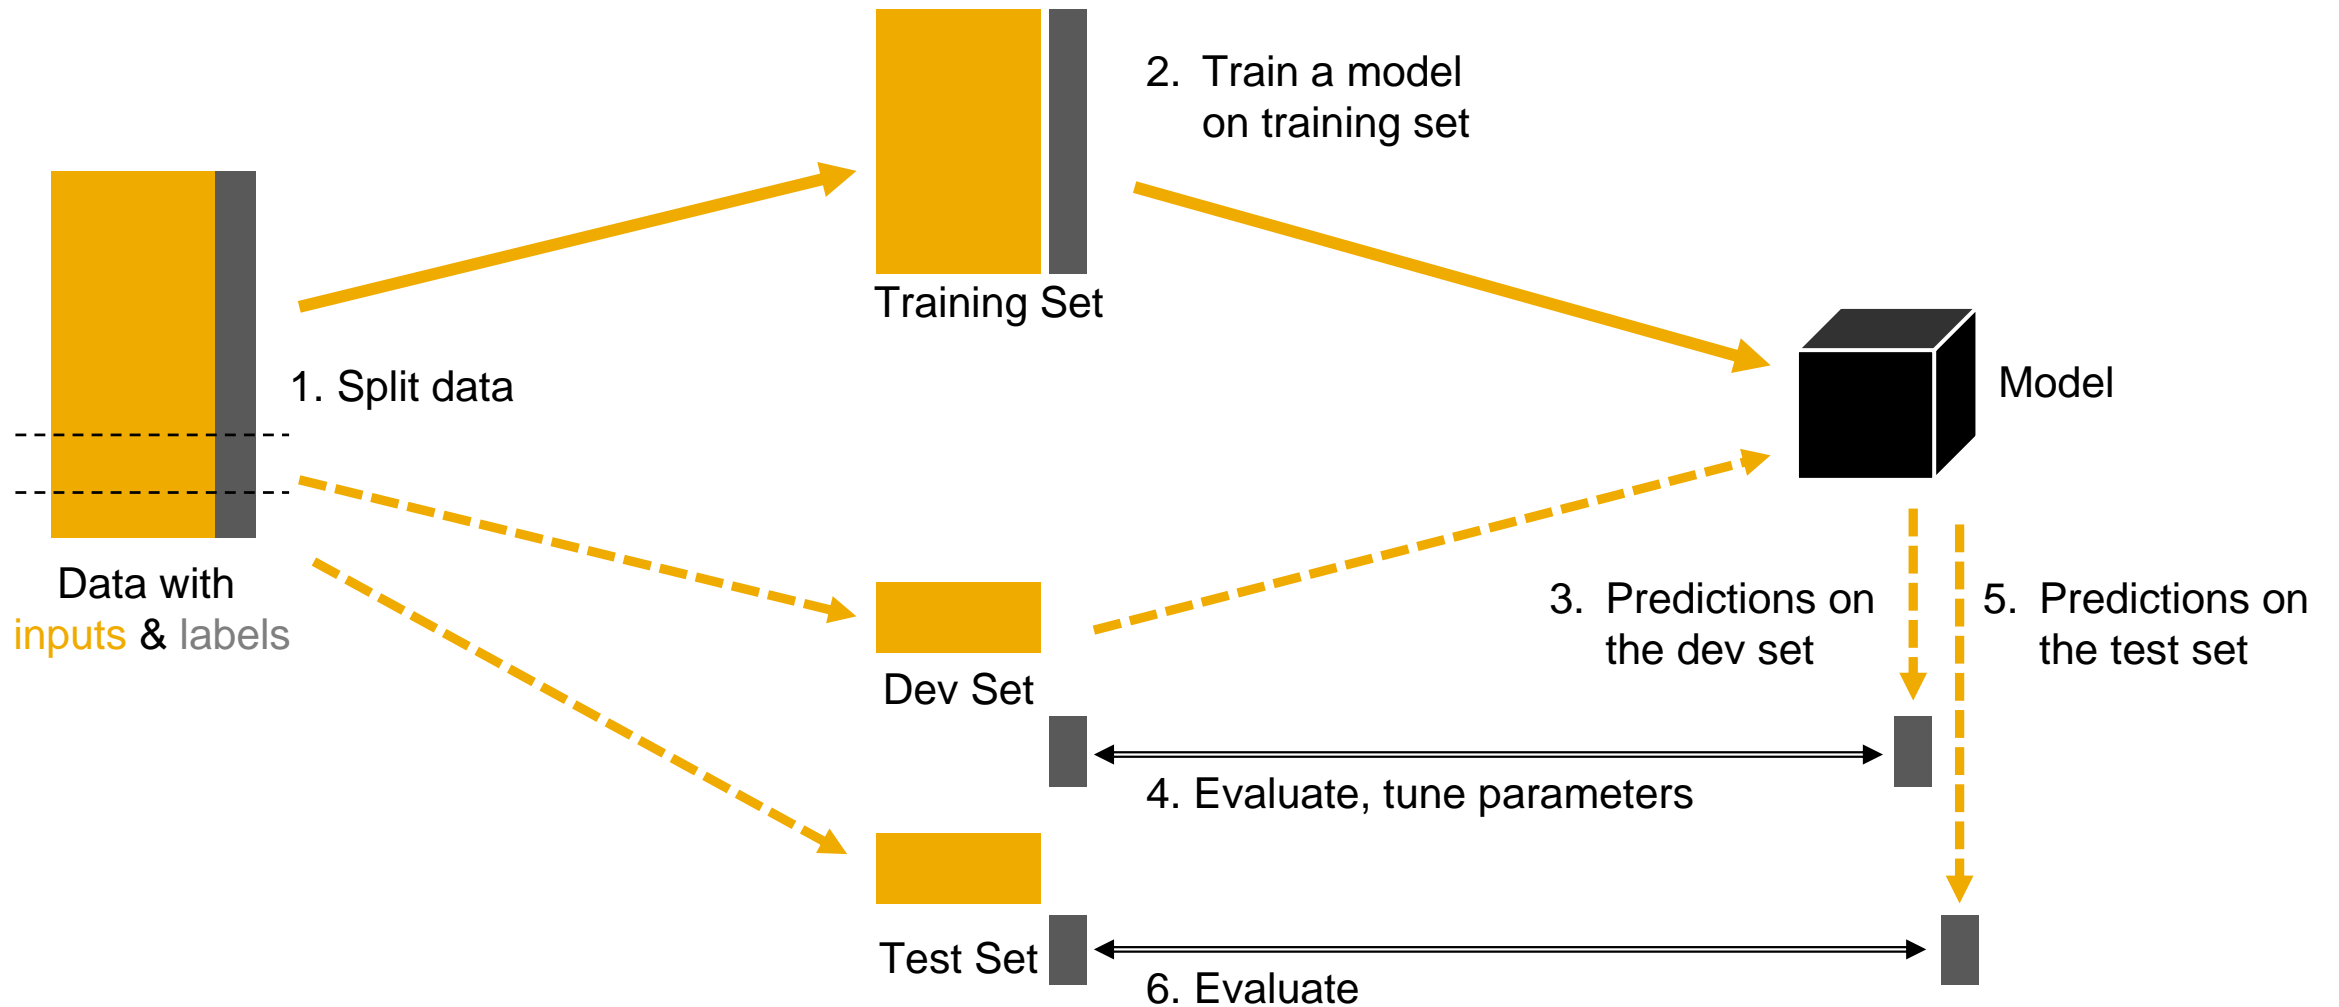 2. Train a model
on training set
Training Set
1. Split data
Model
Data with
inputs & labels
3. Predictions on
the dev set
5. Predictions on
the test set
Dev Set
4. Evaluate, tune parameters
Test Set
6. Evaluate